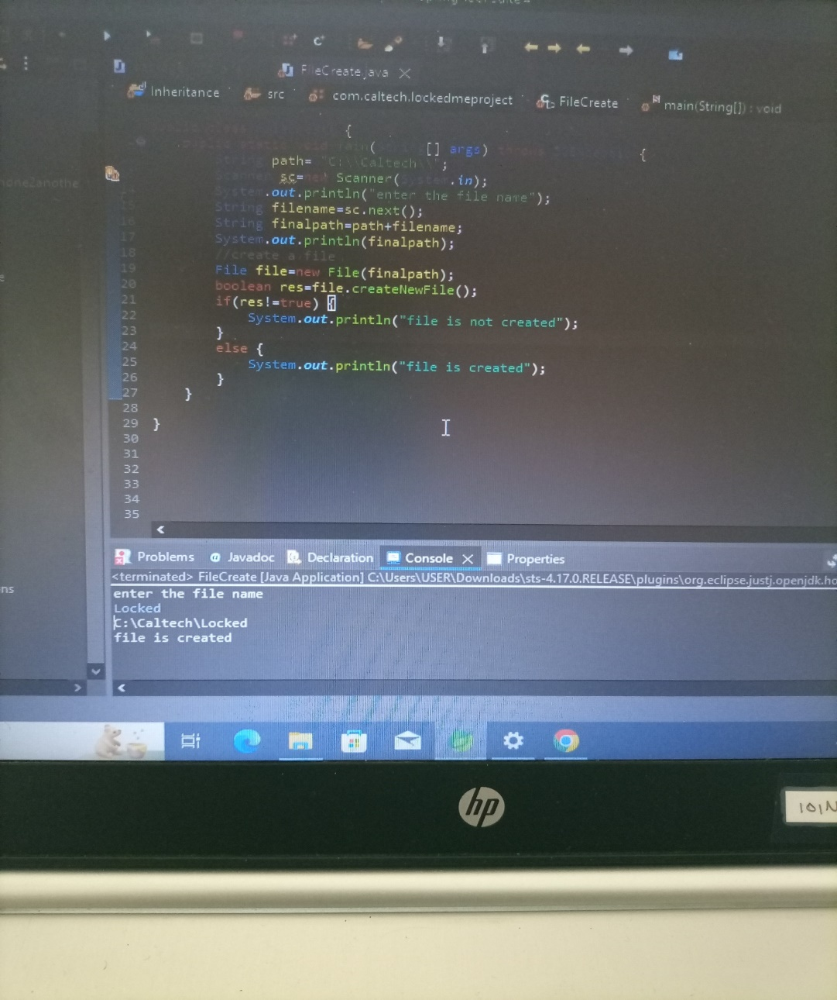 FileCreate.java
Inheritance src com.caltech.lockedmeproject FileCreate main(String[]) : void
{
public static void main( [] args) throws {
String path= "C:\\Caltech\\";
Scanner sc=new Scanner(System.in);
System.out.println("enter the file name");
String filename=sc.next();
16 String finalpath=path+filename;
17 System.out.println(finalpath);
18 //create a file
19 File file=new File(finalpath);
20 boolean res=file.createNewFile();
21 if(res!=true) {
22 System.out.println("file is not created");
23 }
24 else {
25 System.out.println("file is created");
26 }
27 }
28
29 }
30
31
32
33
34
35
Problems Javadoc Declaration Console Properties
<terminated> FileCreate [Java Application] C:\Users\USER\Downloads\sts-4.17.0.RELEASE\plugins\org.eclipse.justj.openjdk.ho
ns
enter the file name
Locked
C:\Caltech\Locked
file is created
hp